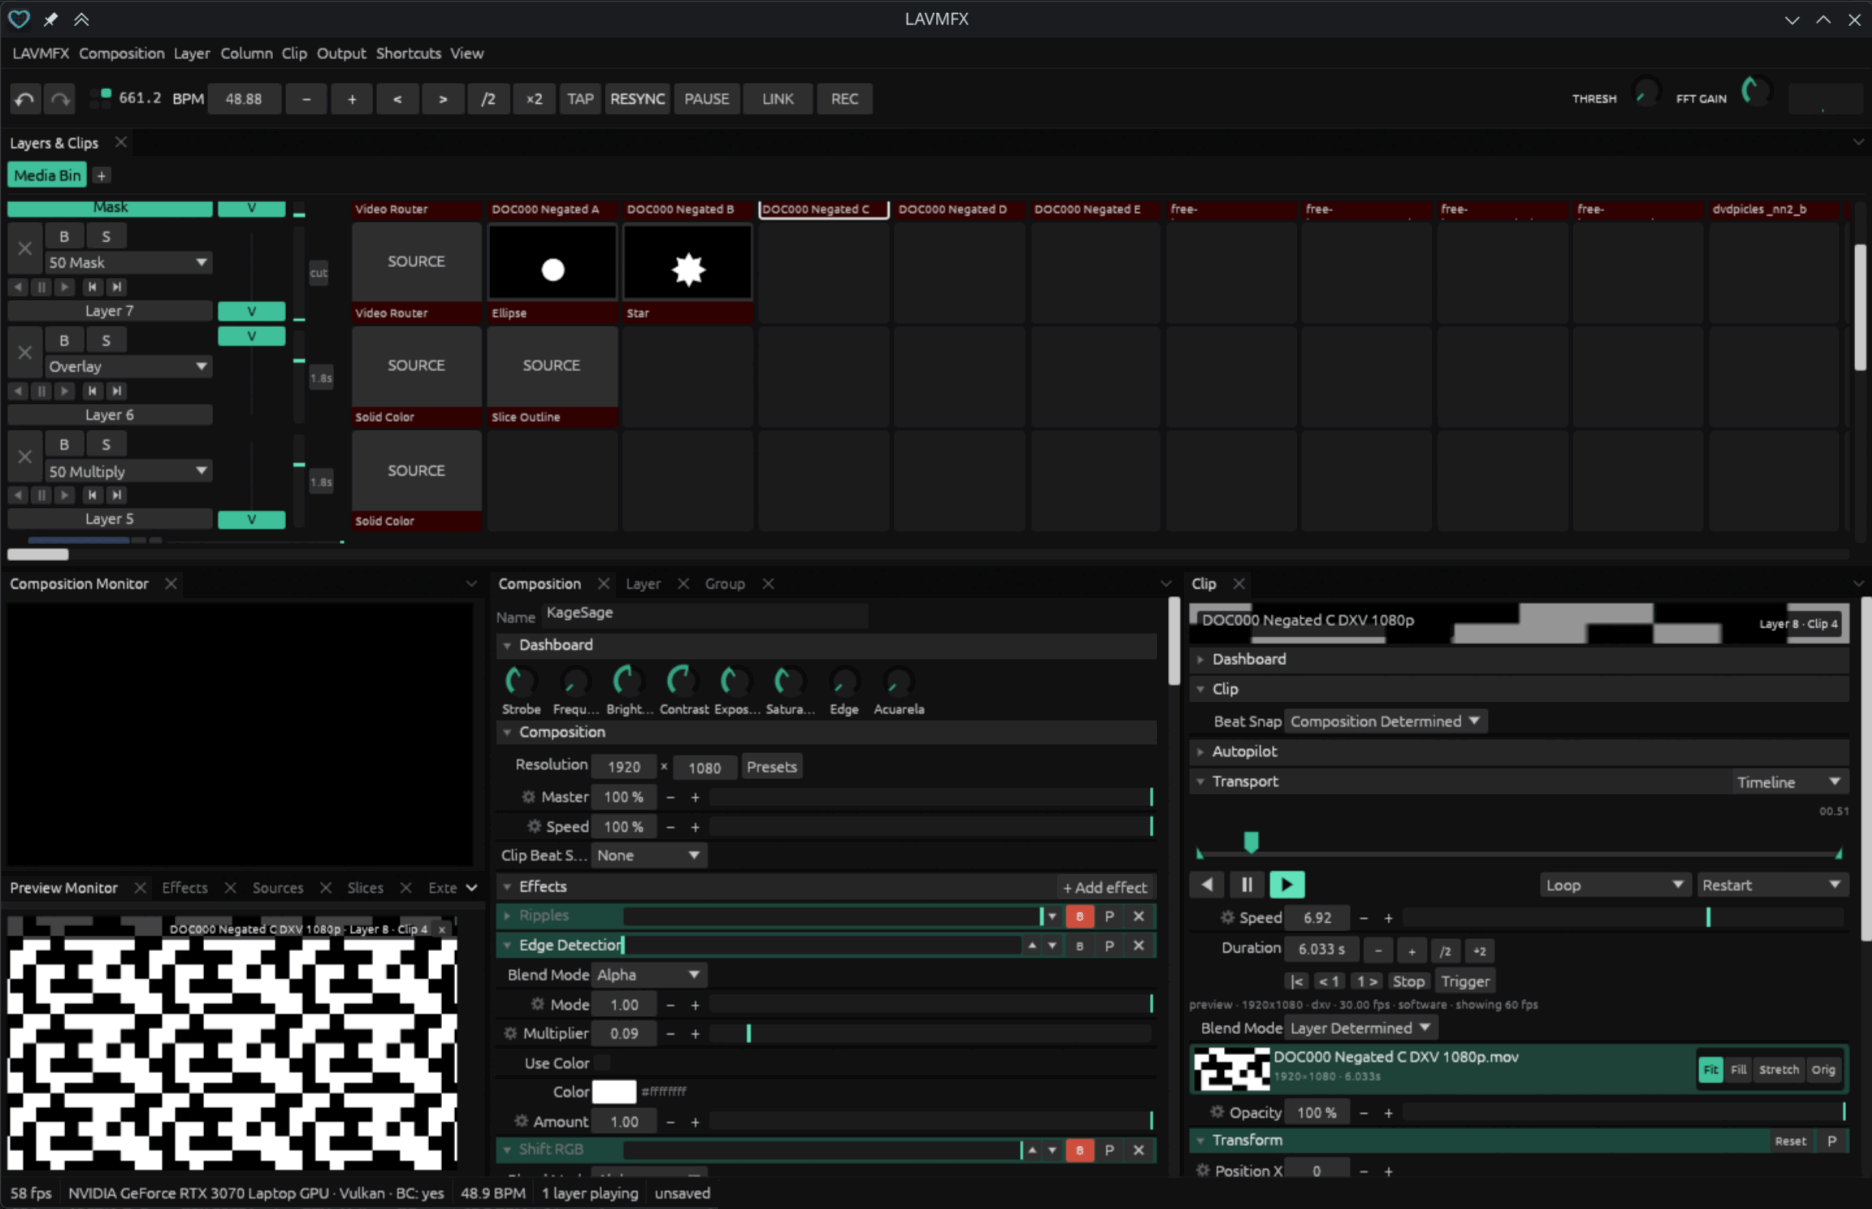 LAVMFX
LAVMFX Composition Layer Column Clip Output Shortcuts View
661.2 BPM 48.88 - + < > /2 ×2 TAP RESYNC PAUSE LINK REC THRESH FFT GAIN
Layers & Clips
Media Bin +
Mask V Video Router DOC000 Negated A DOC000 Negated B DOC000 Negated C DOC000 Negated D DOC000 Negated E free- free- free- free- dvdpicles _nn2_b
B S
50 Mask cut SOURCE
Layer 7 V Video Router Ellipse Star
V
B S
Overlay 1.8s SOURCE SOURCE
Layer 6 Solid Color Slice Outline
B S
50 Multiply 1.8s SOURCE
Layer 5 V Solid Color
Composition Monitor
Composition Layer Group
Name KageSage
Dashboard
Strobe Frequ... Bright... Contrast Expos... Satura... Edge Acuarela
Composition
Resolution 1920 × 1080 Presets
Master 100 % - +
Speed 100 % - +
Clip Beat S... None
Effects + Add effect
Ripples B P X
Edge Detection B P X
Blend Mode Alpha
Mode 1.00 - +
Multiplier 0.09 - +
Use Color
Color #ffffffff
Amount 1.00 - +
Shift RGB B P X
Clip
DOC000 Negated C DXV 1080p Layer 8 · Clip 4
Dashboard
Clip
Beat Snap Composition Determined
Autopilot
Transport Timeline
00.51
Loop Restart
Speed 6.92 - +
Duration 6.033 s - + /2 *2
|< < 1 1 > Stop Trigger
preview · 1920x1080 · dxv · 30.00 fps · software · showing 60 fps
Blend Mode Layer Determined
DOC000 Negated C DXV 1080p.mov
1920×1080 · 6.033s
Fit Fill Stretch Orig
Opacity 100 % - +
Transform Reset P
Position X 0 - +
Preview Monitor Effects Sources Slices Exte
DOC000 Negated C DXV 1080p · Layer 8 · Clip 4 x
58 fps NVIDIA GeForce RTX 3070 Laptop GPU · Vulkan · BC: yes 48.9 BPM 1 layer playing unsaved